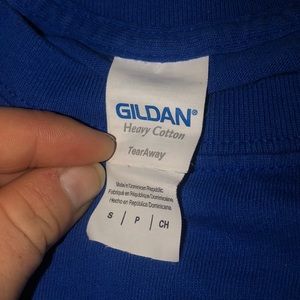 GILDAN®
Heavy Cotton
TearAway
Made in Dominican Republic
Fabriqué en République Dominicaine
Hecho en República Dominicana
S / P / CH